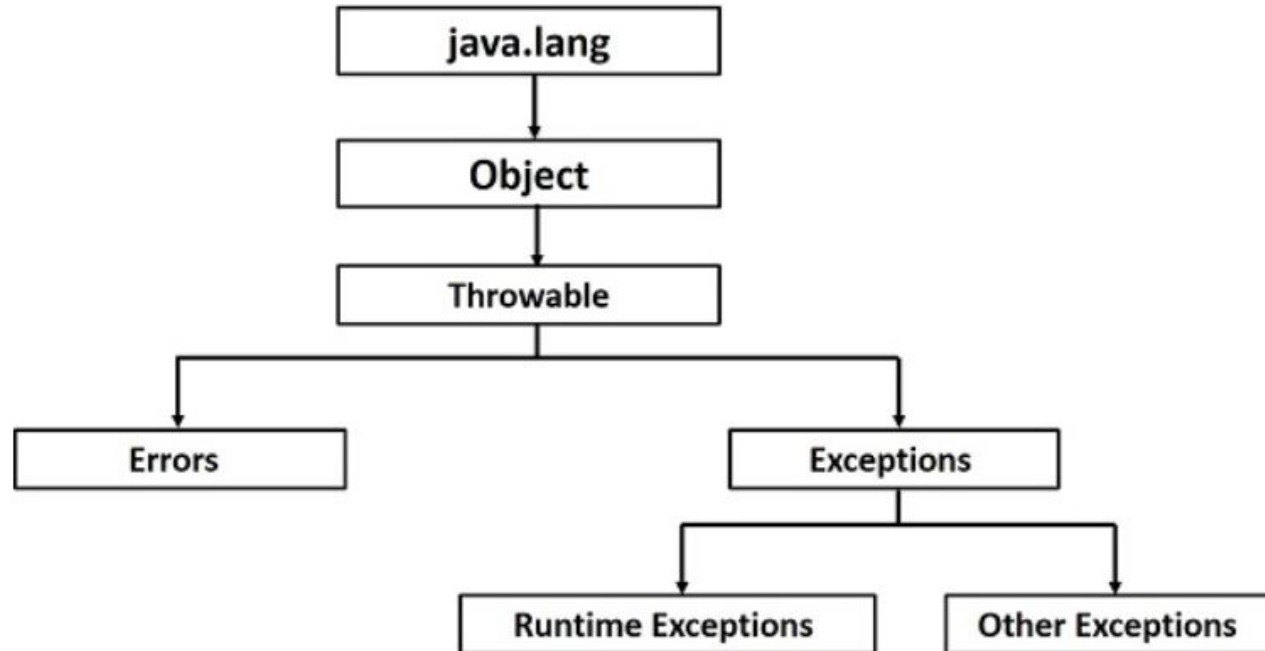 java.lang
Object
Throwable
Errors
Exceptions
Runtime Exceptions
Other Exceptions